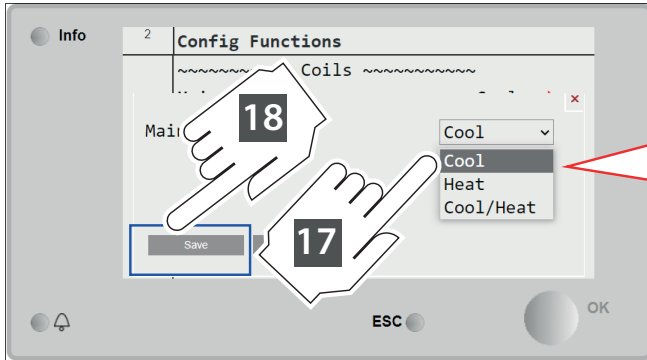 Info
2
Config Functions
~~~~~~~ Coils ~~~~~~~~~~~
×
Mai
Cool
Cool
Heat
Cool/Heat
18
17
Save
ESC
OK